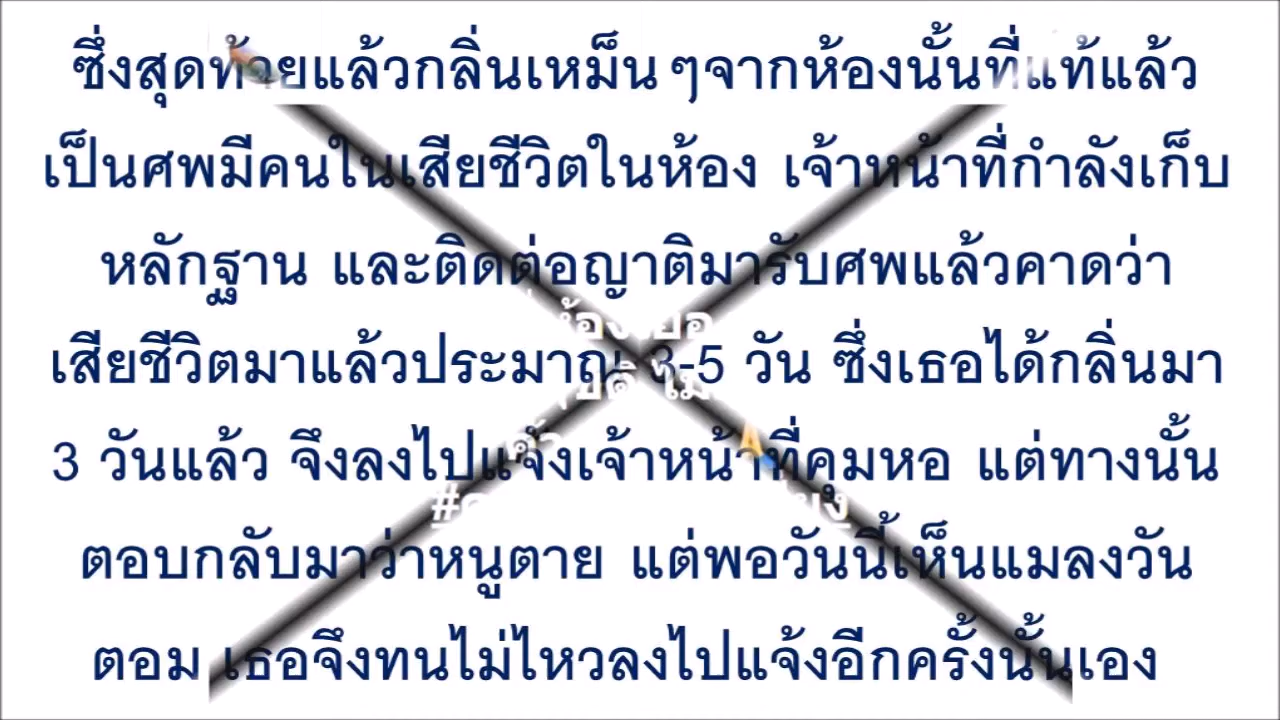 ซึ่งสุดท้ายแล้วกลิ่นเหม็นๆจากห้องนั้นที่แท้แล้ว
เป็นศพมีคนในเสียชีวิตในห้อง เจ้าหน้าที่กำลังเก็บ
หลักฐาน และติดต่อญาติมารับศพแล้วคาดว่า
เสียชีวิตมาแล้วประมาณ 3-5 วัน ซึ่งเธอได้กลิ่นมา
3 วันแล้ว จึงลงไปแจ้งเจ้าหน้าที่คุมหอ แต่ทางนั้น
ตอบกลับมาว่าหนูตาย แต่พอวันนี้เห็นแมลงวัน
ตอม เธอจึงทนไม่ไหวลงไปแจ้งอีกครั้งนั้นเอง